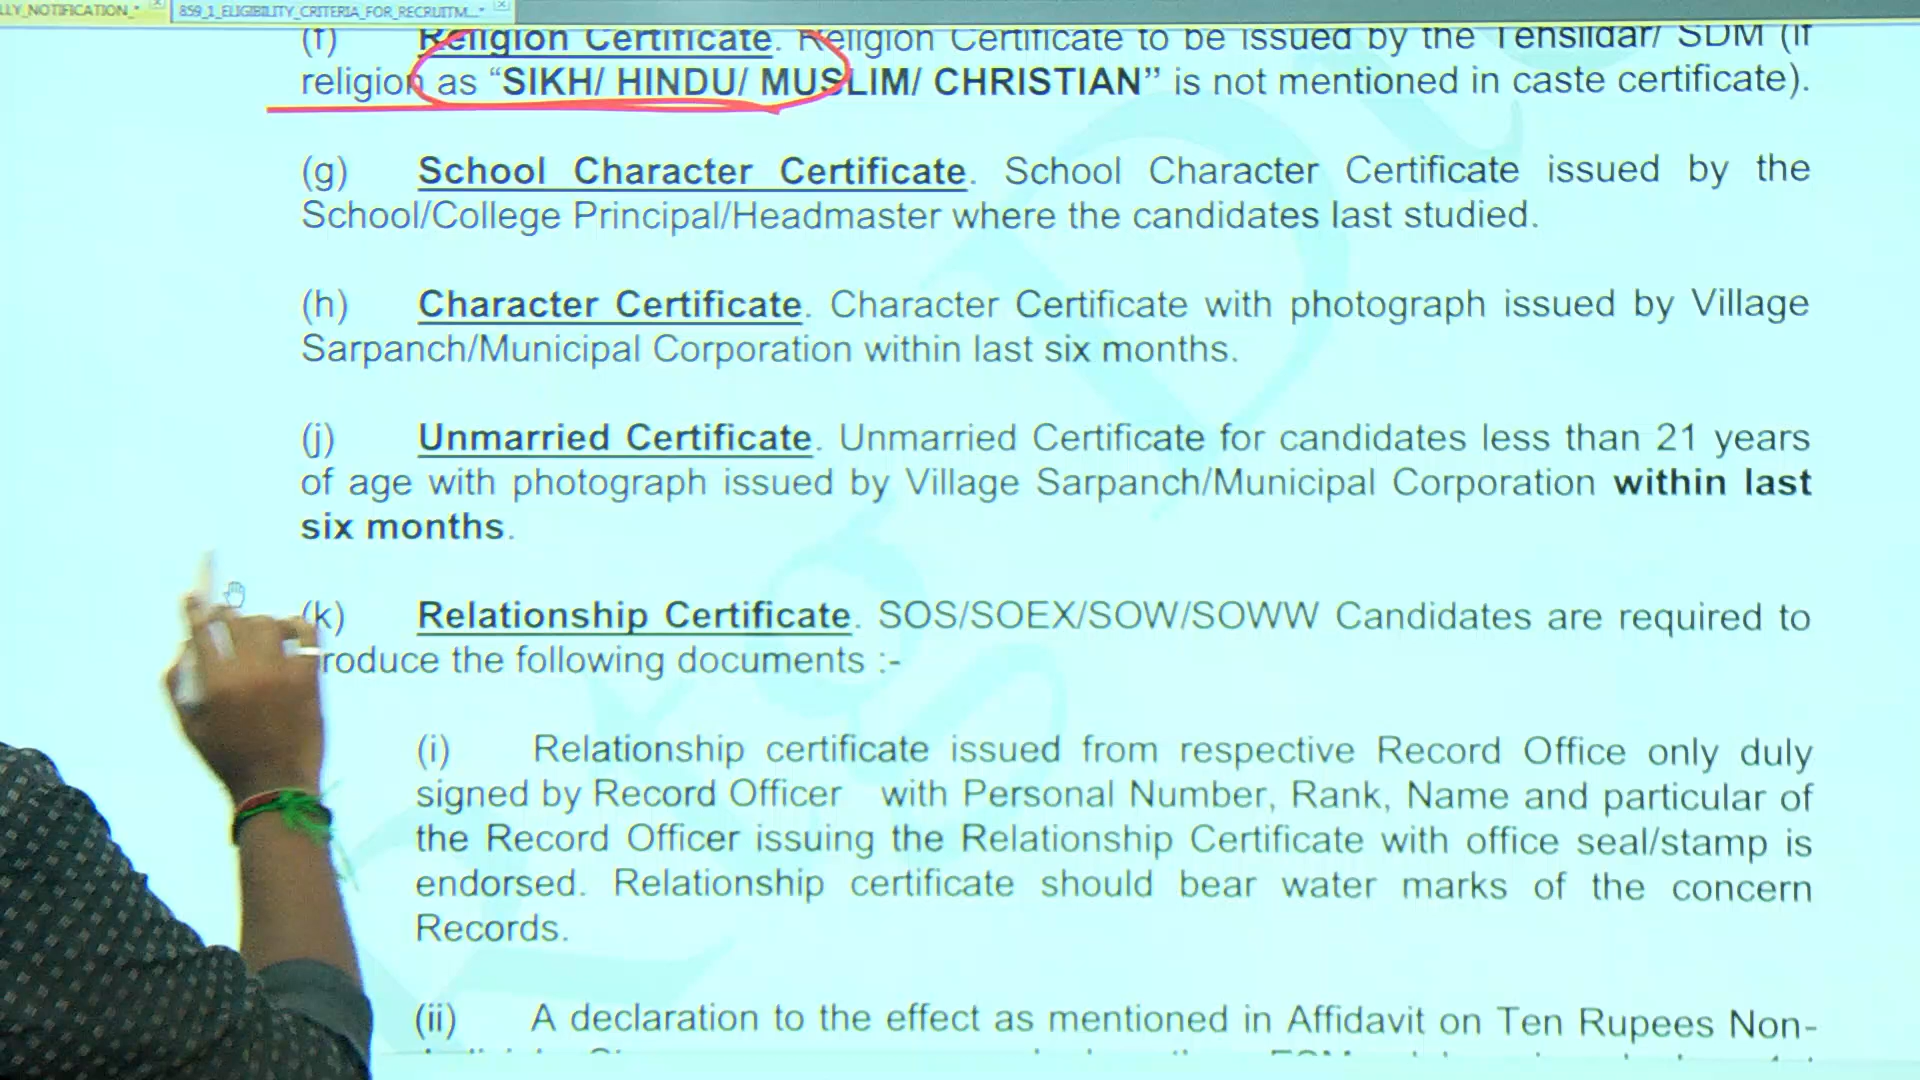 LLY_NOTIFICATION_*
859_1_ELIGIBILITY_CRITERIA_FOR_RECRUITM...*
(f) Religion Certificate. Religion Certificate to be issued by the Tehsildar/ SDM (if
religion as “SIKH/ HINDU/ MUSLIM/ CHRISTIAN” is not mentioned in caste certificate).
(g) School Character Certificate. School Character Certificate issued by the
School/College Principal/Headmaster where the candidates last studied.
(h) Character Certificate. Character Certificate with photograph issued by Village
Sarpanch/Municipal Corporation within last six months.
(j) Unmarried Certificate. Unmarried Certificate for candidates less than 21 years
of age with photograph issued by Village Sarpanch/Municipal Corporation within last
six months.
(k) Relationship Certificate. SOS/SOEX/SOW/SOWW Candidates are required to
roduce the following documents :-
(i) Relationship certificate issued from respective Record Office only duly
signed by Record Officer with Personal Number, Rank, Name and particular of
the Record Officer issuing the Relationship Certificate with office seal/stamp is
endorsed. Relationship certificate should bear water marks of the concern
Records.
(ii) A declaration to the effect as mentioned in Affidavit on Ten Rupees Non-